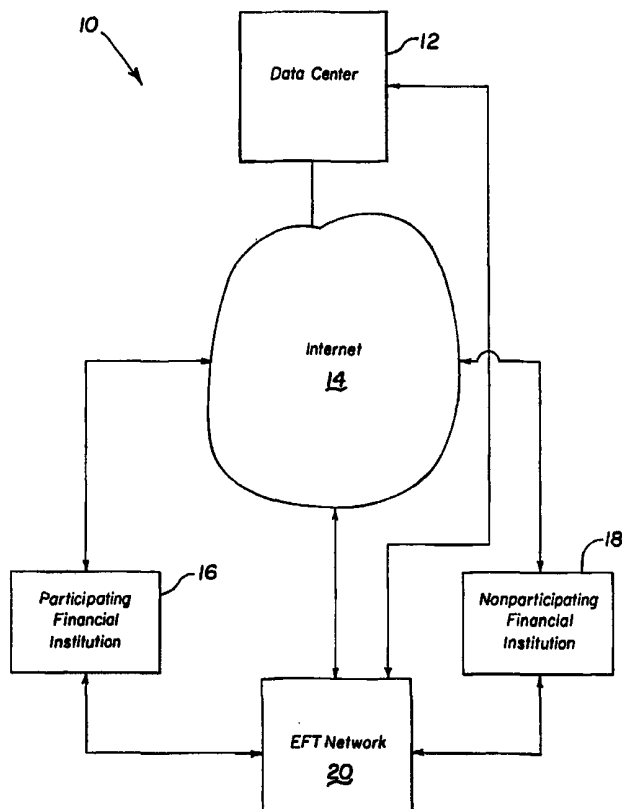 10
12
Data Center
Internet
14
16
Participating
Financial
Institution
18
Nonparticipating
Financial
Institution
EFT Network
20